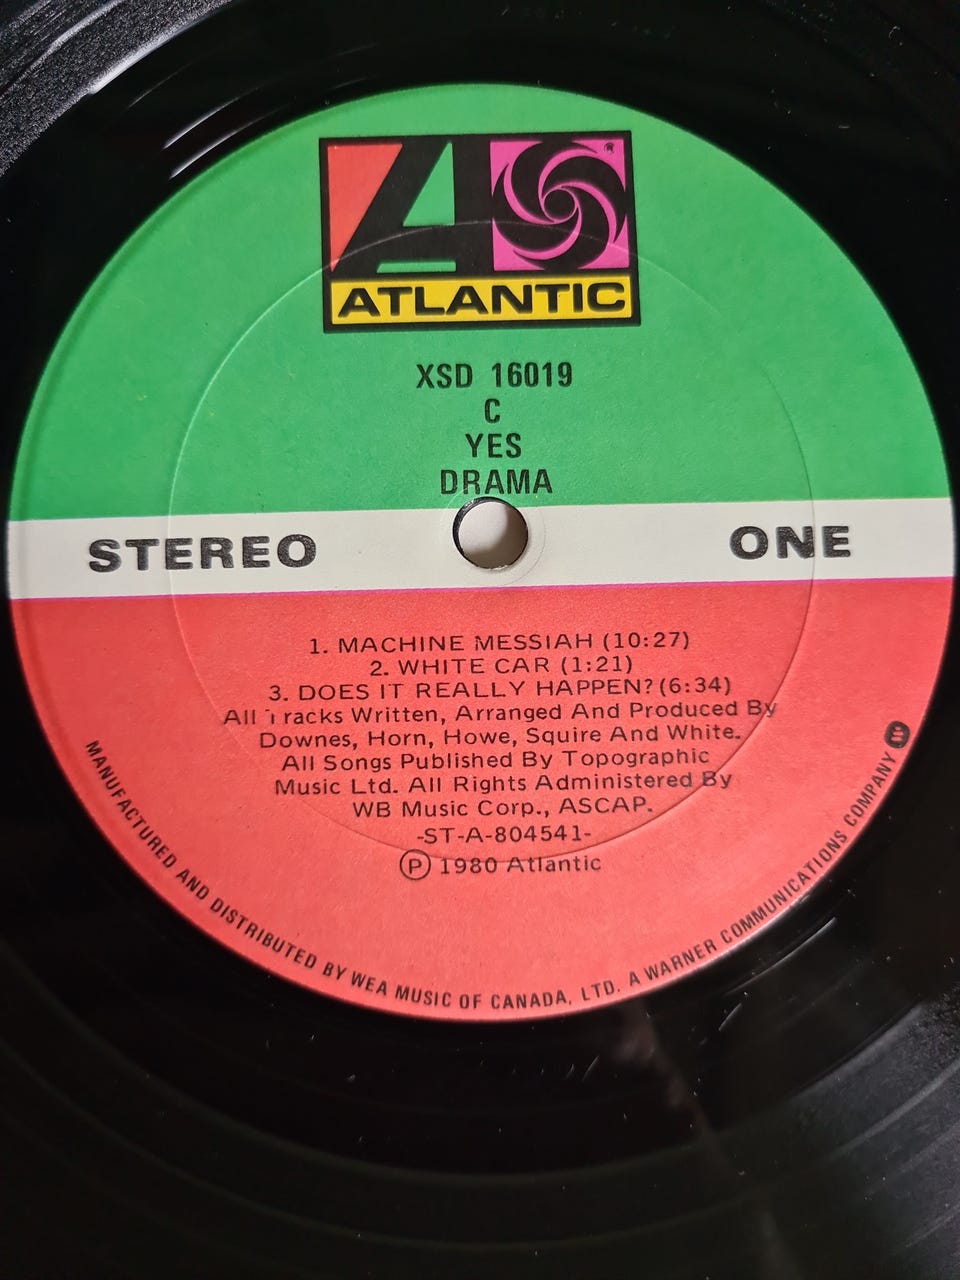 ATLANTIC
XSD 16019
C
YES
DRAMA
STEREO
ONE
1. MACHINE MESSIAH (10:27)
2. WHITE CAR (1:21)
3. DOES IT REALLY HAPPEN? (6:34)
All Tracks Written, Arranged And Produced By
Downes, Horn, Howe, Squire And White.
All Songs Published By Topographic
Music Ltd. All Rights Administered By
WB Music Corp., ASCAP.
-ST-A-804541-
Ⓟ 1980 Atlantic
MANUFACTURED AND DISTRIBUTED BY WEA MUSIC OF CANADA, LTD. A WARNER COMMUNICATIONS COMPANY